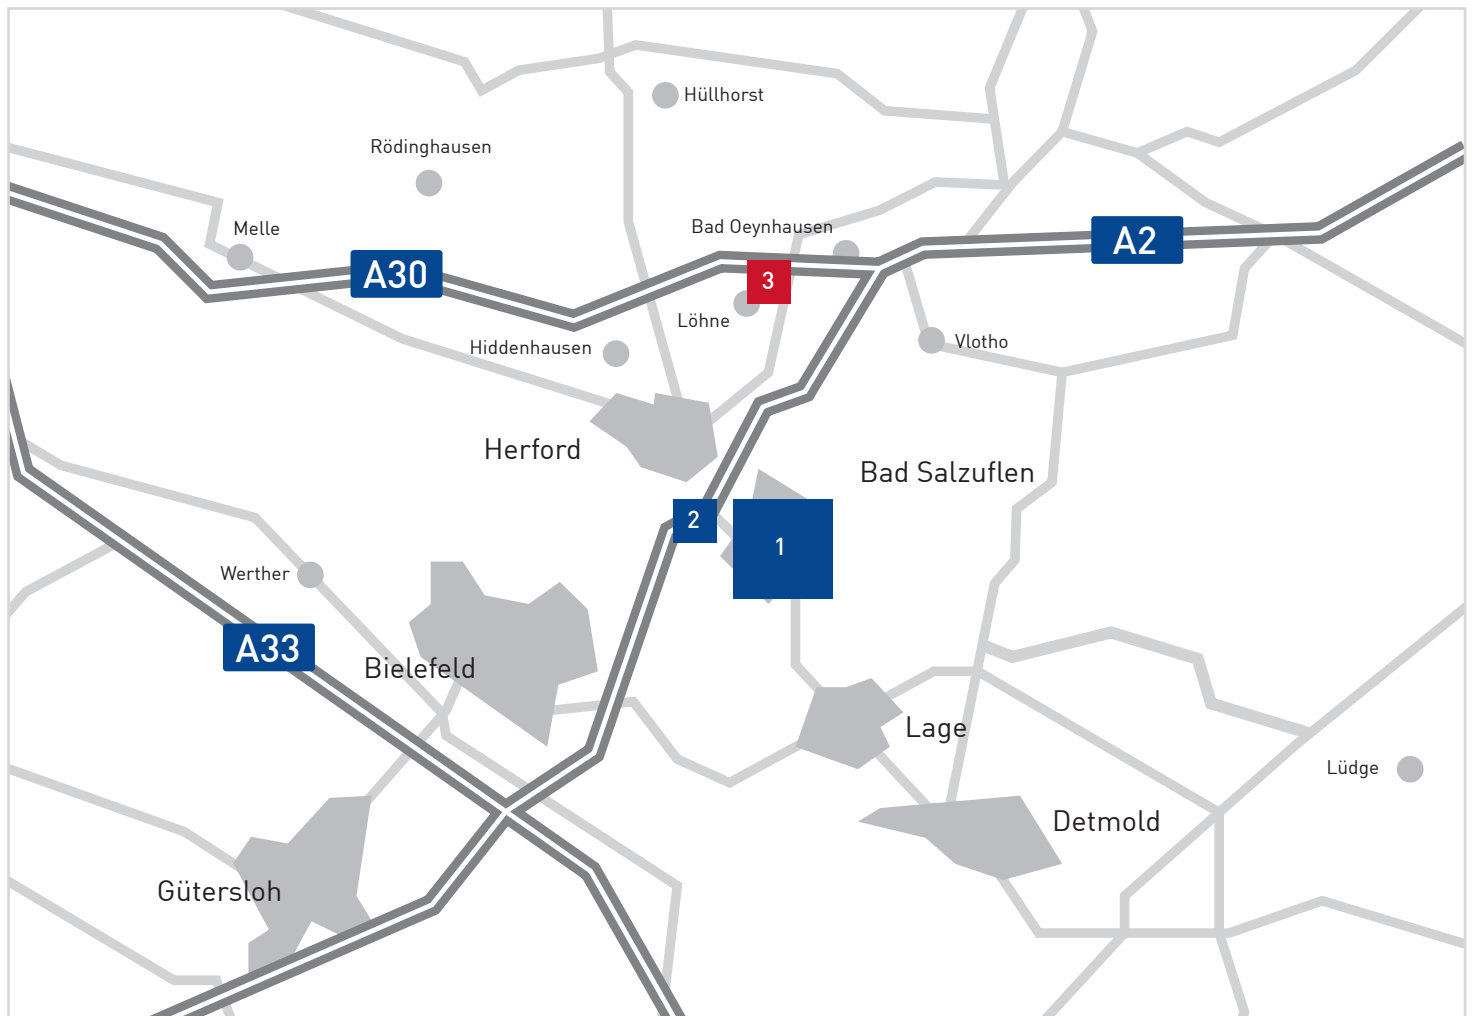 Hüllhorst
Rödinghausen
Melle
Bad Oeynhausen
A2
A30
3
Löhne
Hiddenhausen
Vlotho
Herford
Bad Salzuflen
2
1
Werther
A33
Bielefeld
Lage
Lüdge
Detmold
Gütersloh